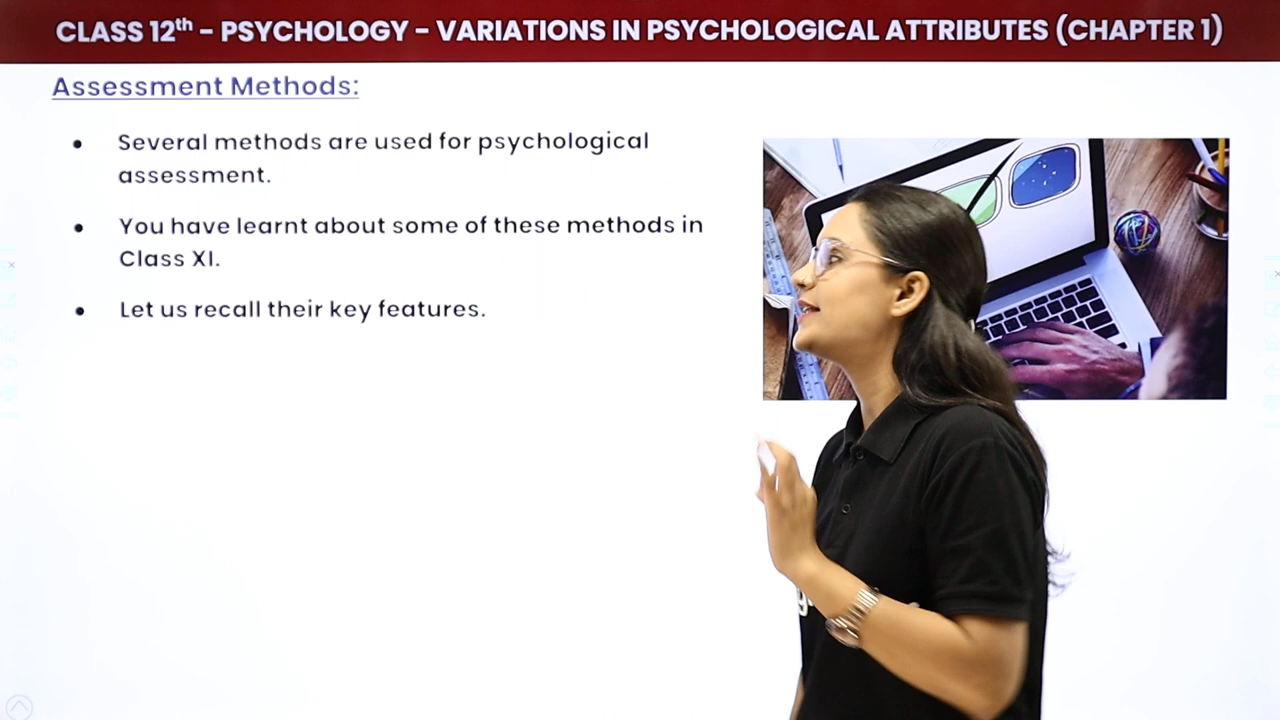 CLASS 12th - PSYCHOLOGY - VARIATIONS IN PSYCHOLOGICAL ATTRIBUTES (CHAPTER 1)
Assessment Methods:
• Several methods are used for psychological
assessment.
• You have learnt about some of these methods in
Class XI.
• Let us recall their key features.